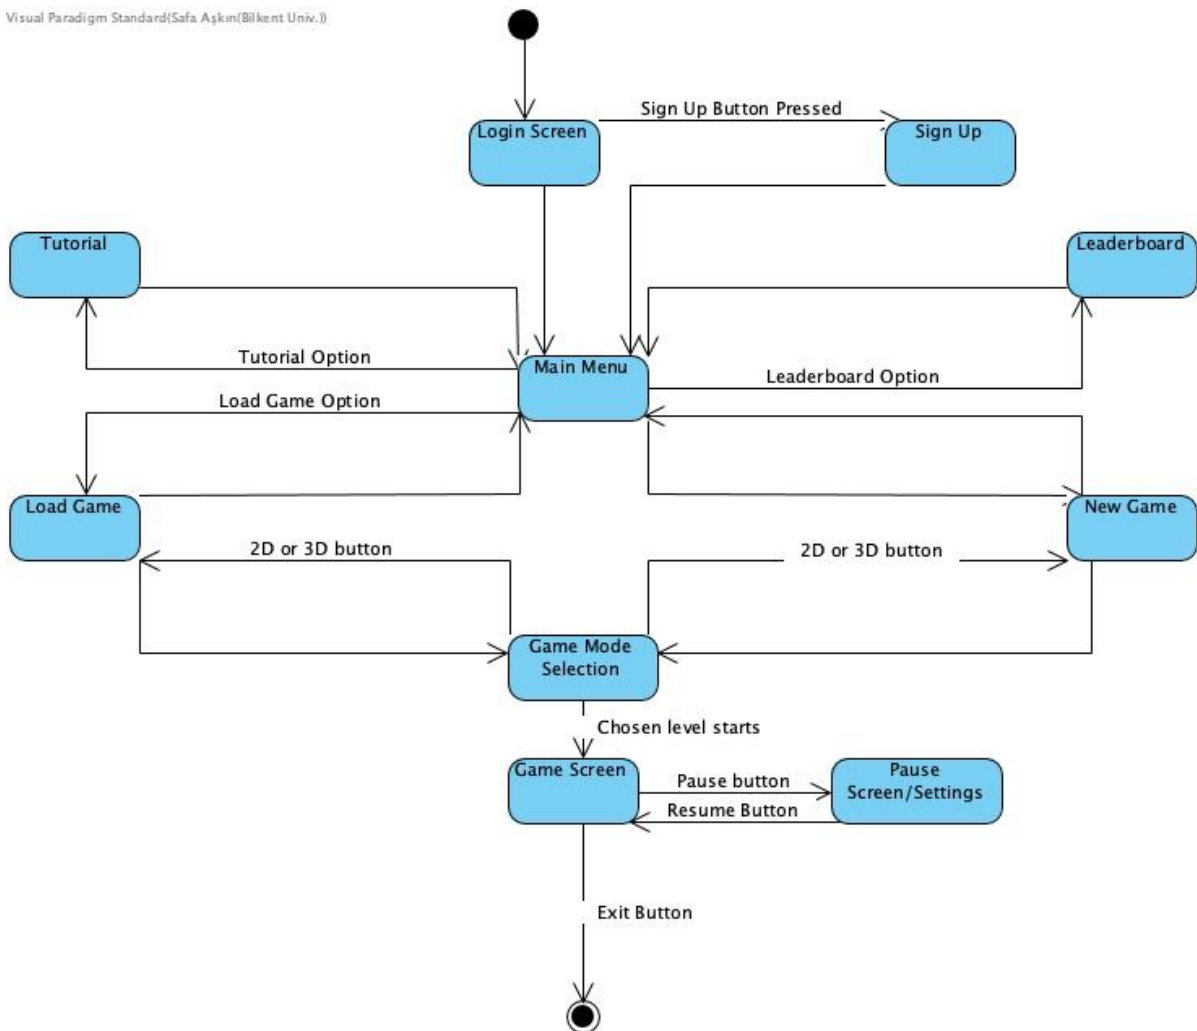 Visual Paradigm Standard(Safa Aşkın(Bilkent Univ.))
Sign Up Button Pressed
Login Screen
Sign Up
Tutorial
Leaderboard
Tutorial Option
Main Menu
Leaderboard Option
Load Game Option
Load Game
New Game
2D or 3D button
2D or 3D button
Game Mode
Selection
Chosen level starts
Game Screen
Pause button
Pause
Screen/Settings
Resume Button
Exit Button